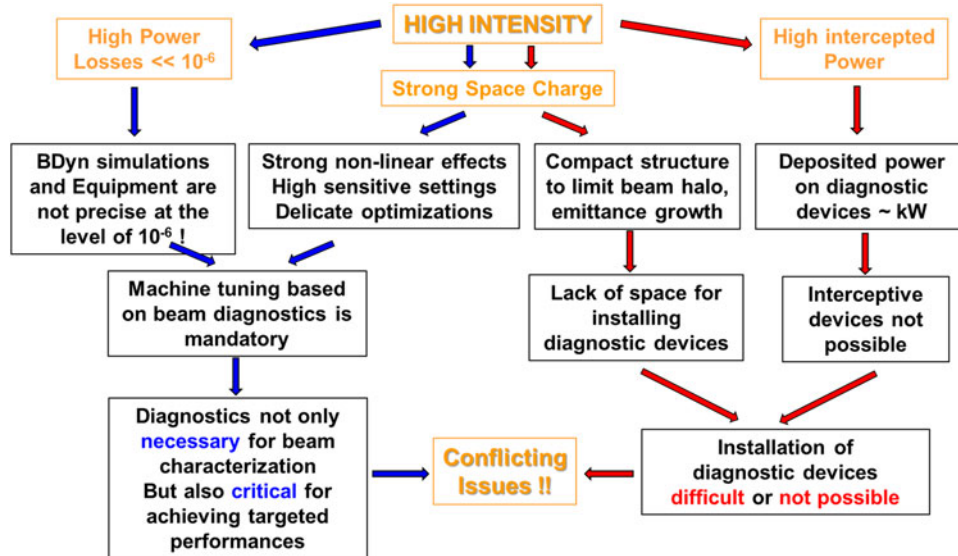 HIGH INTENSITY
High Power
Losses << 10⁻⁶
High intercepted
Power
Strong Space Charge
BDyn simulations
and Equipment are
not precise at the
level of 10⁻⁶ !
Strong non-linear effects
High sensitive settings
Delicate optimizations
Compact structure
to limit beam halo,
emittance growth
Deposited power
on diagnostic
devices ~ kW
Machine tuning based
on beam diagnostics is
mandatory
Lack of space for
installing
diagnostic devices
Interceptive
devices not
possible
Diagnostics not only
necessary for beam
characterization
But also critical for
achieving targeted
performances
Conflicting
Issues !!
Installation of
diagnostic devices
difficult or not possible